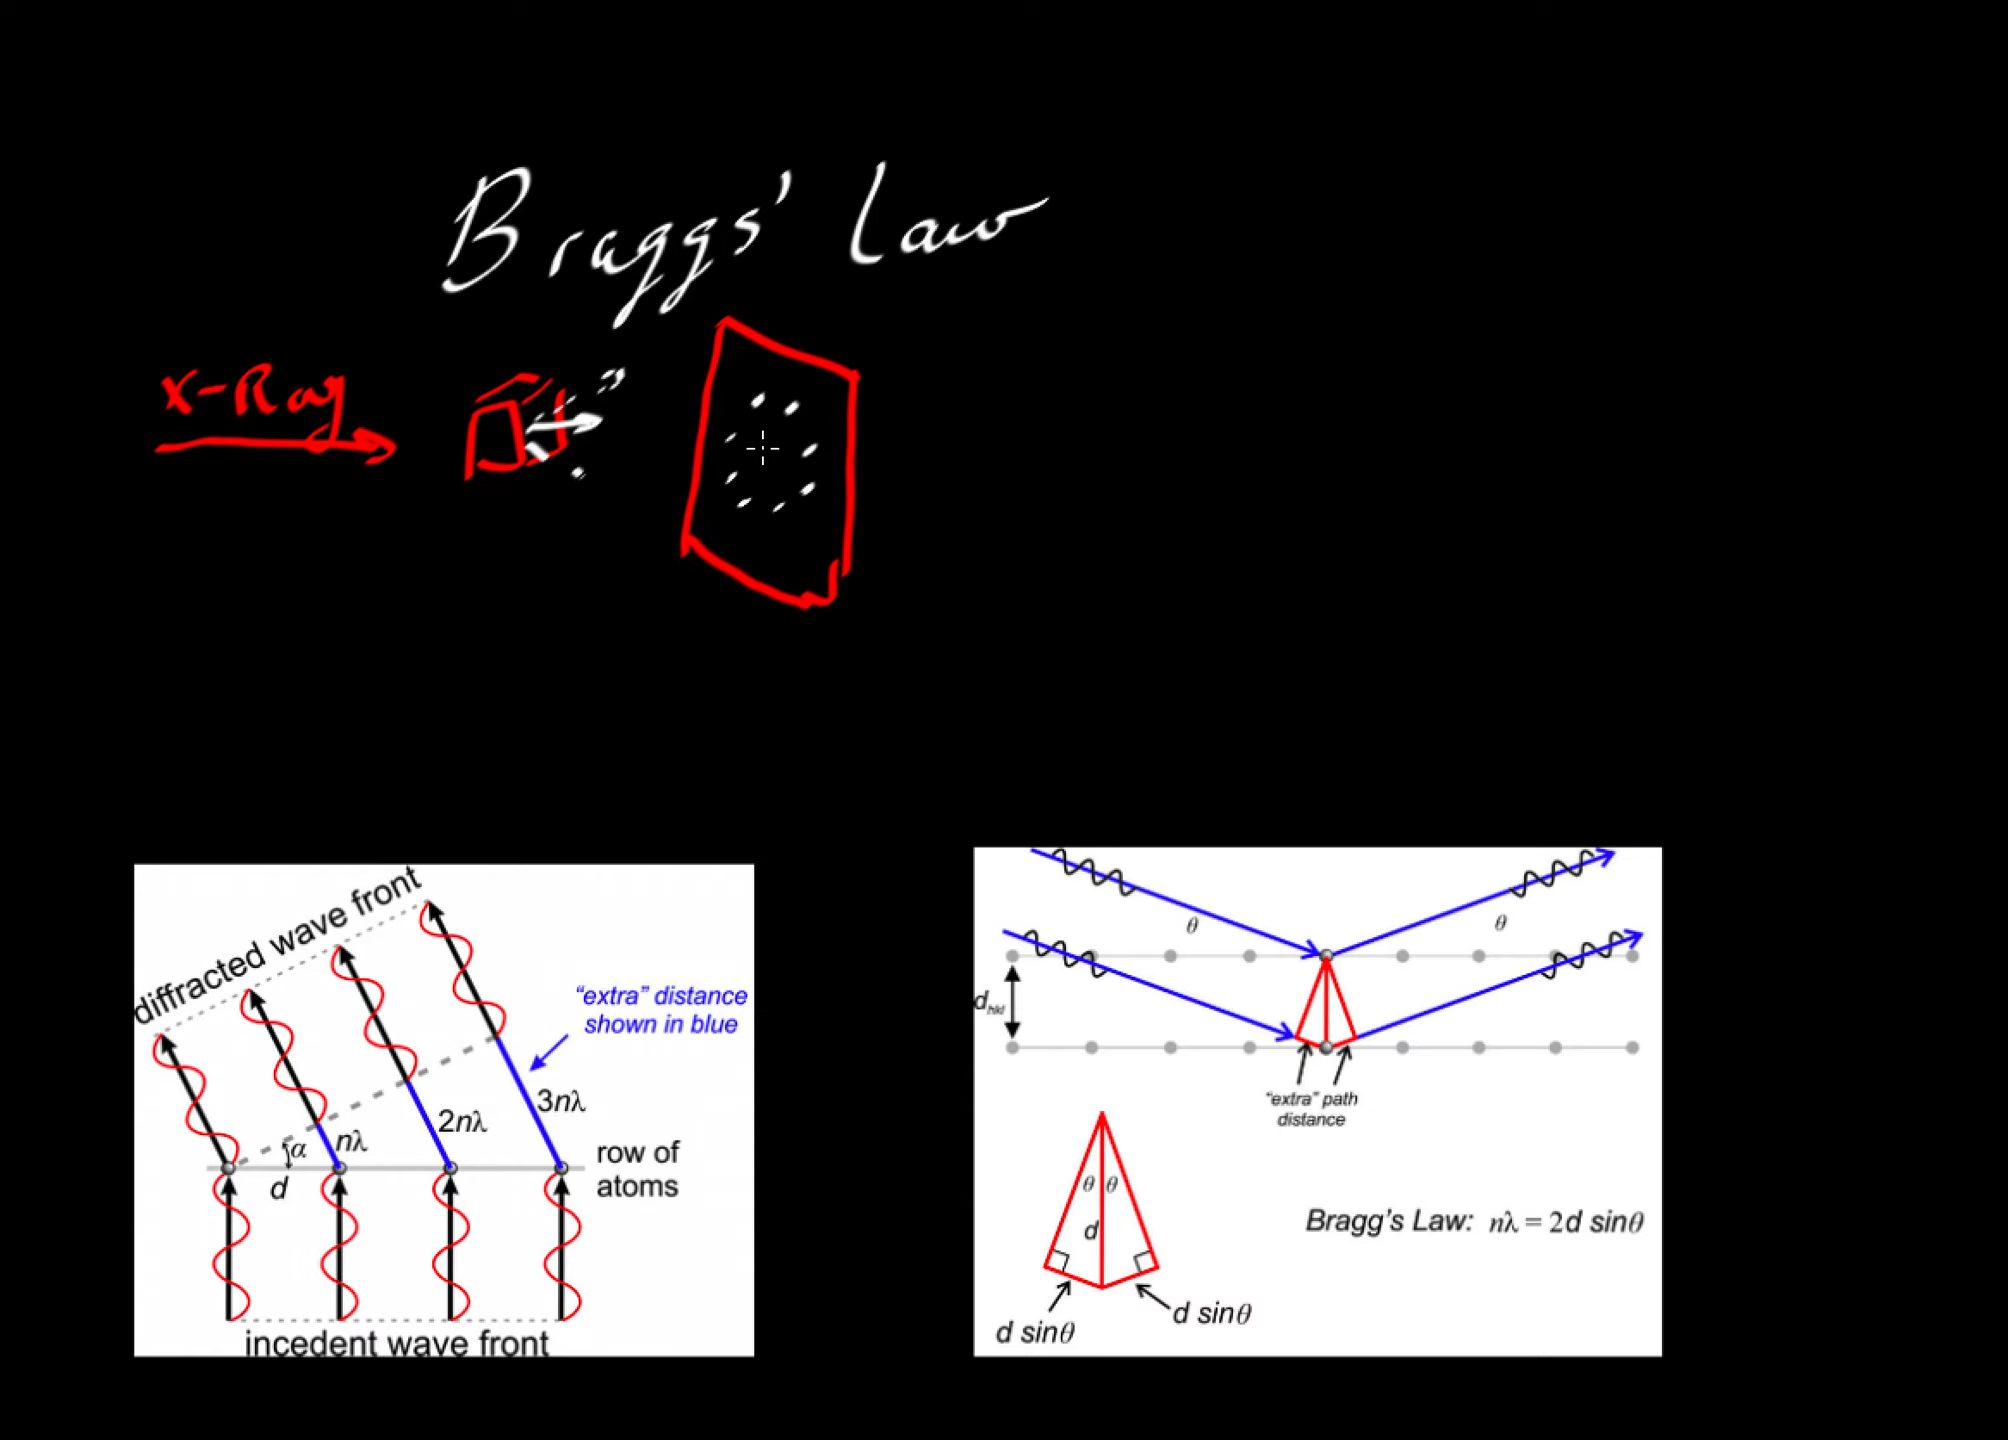 Braggs' Law
X-Ray
diffracted wave front
"extra" distance
shown in blue
3nλ
2nλ
nλ
α
d
row of
atoms
incedent wave front
θ
θ
d_hkl
"extra" path
distance
θ θ
d
Bragg's Law: nλ = 2d sinθ
d sinθ
d sinθ